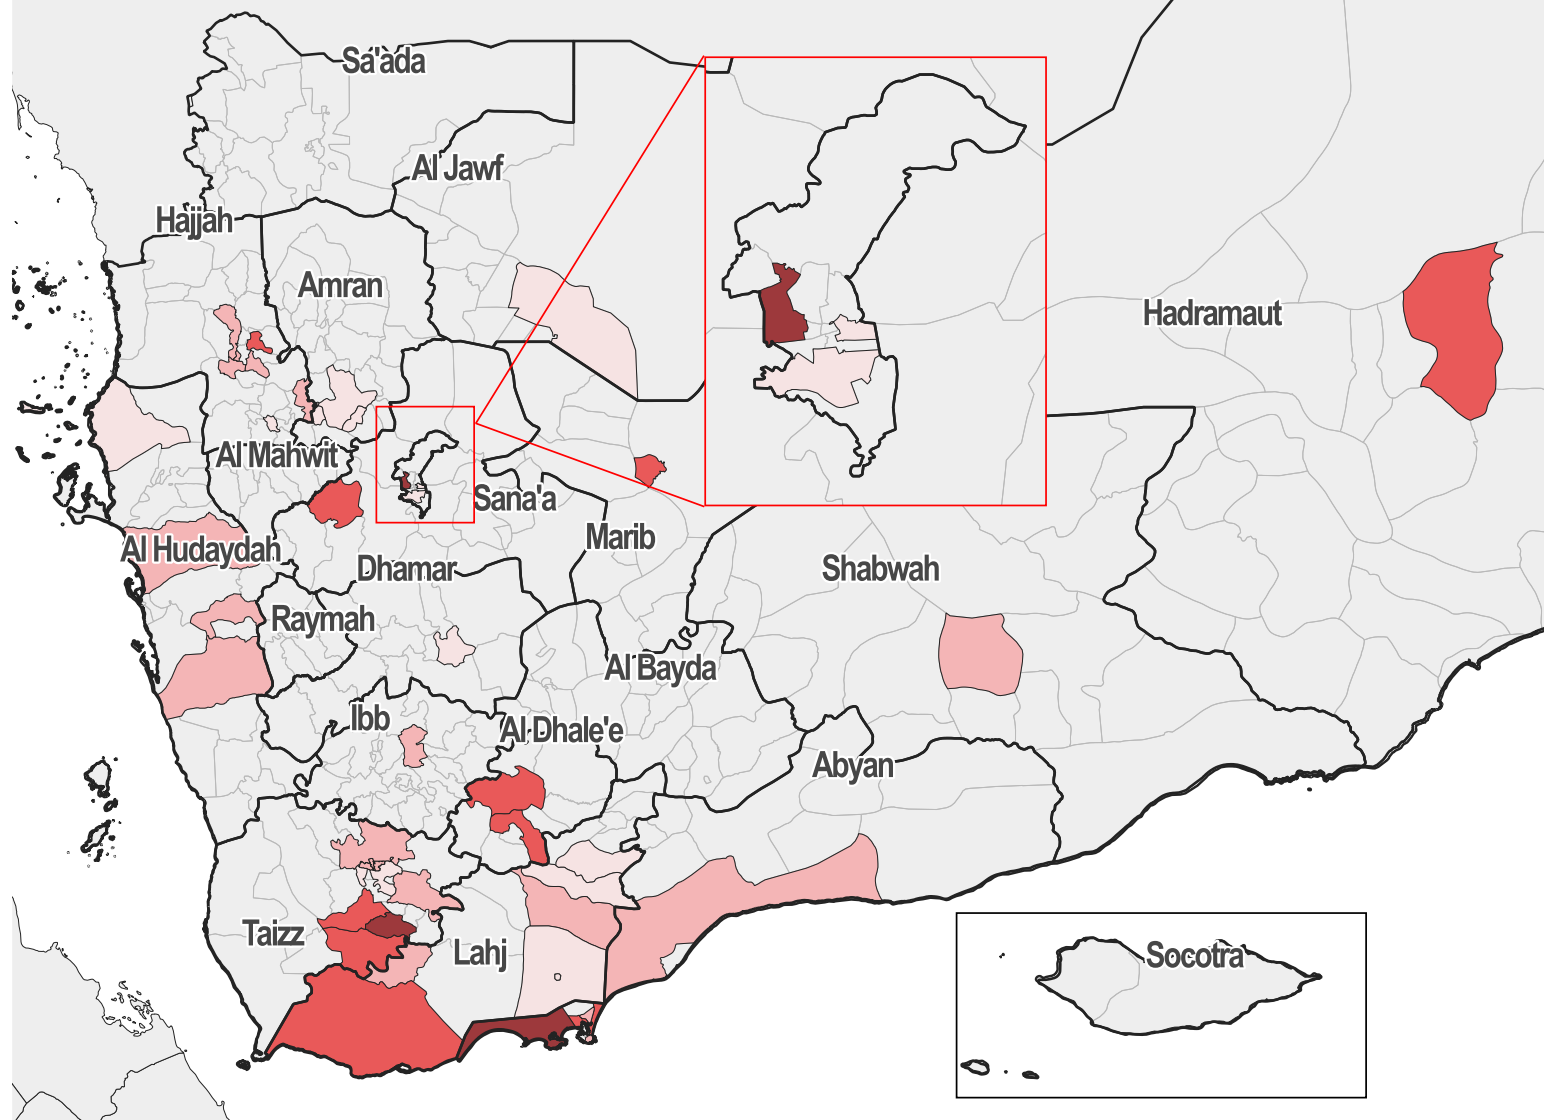 Sa'ada
Al Jawf
Hajjah
Amran
Hadramaut
Al Mahwit
Sana'a
Marib
Al Hudaydah
Dhamar
Shabwah
Raymah
Al Bayda
Ibb
Al Dhale'e
Abyan
Taizz
Lahj
Socotra